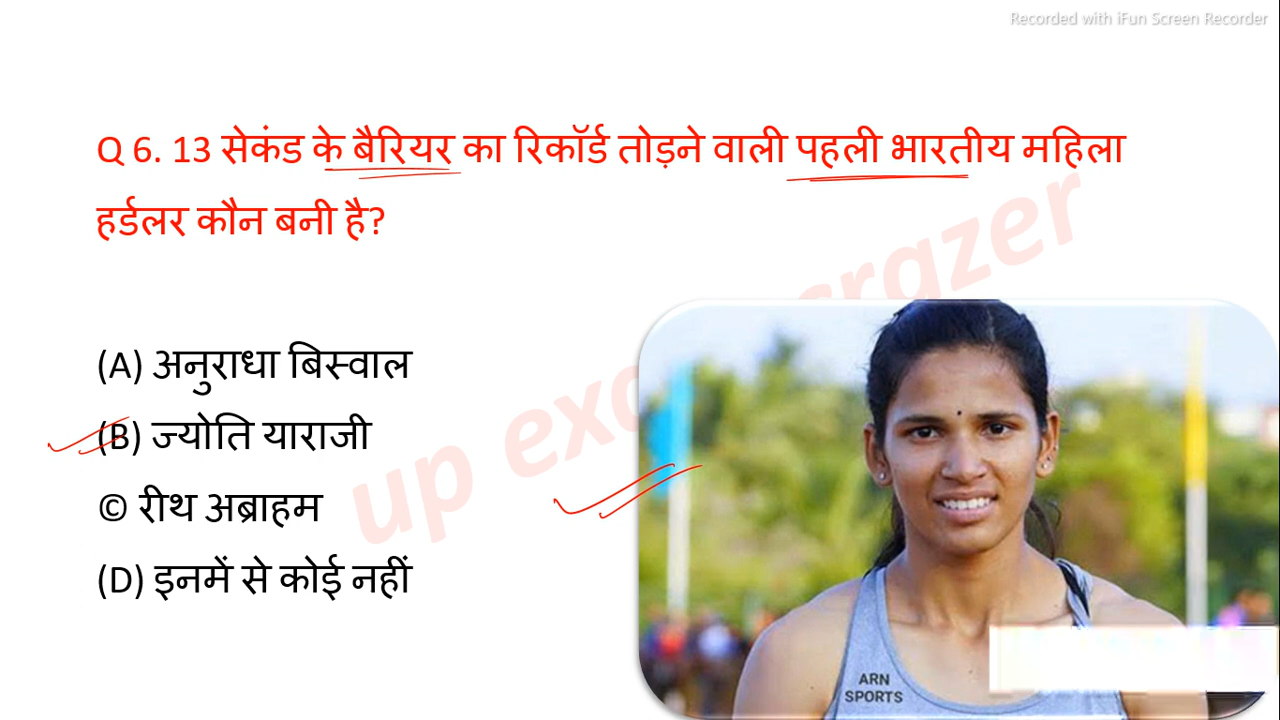 Recorded with iFun Screen Recorder
Q 6. 13 सेकंड के बैरियर का रिकॉर्ड तोड़ने वाली पहली भारतीय महिला
हर्डलर कौन बनी है?
(A) अनुराधा बिस्वाल
(B) ज्योति याराजी
© रीथ अब्राहम
(D) इनमें से कोई नहीं
ARN
SPORTS